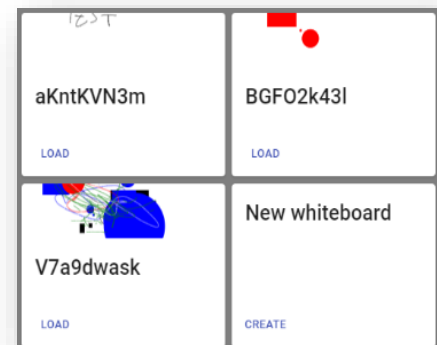 TEST
aKntKVN3m
LOAD
BGFO2k43l
LOAD
V7a9dwask
LOAD
New whiteboard
CREATE